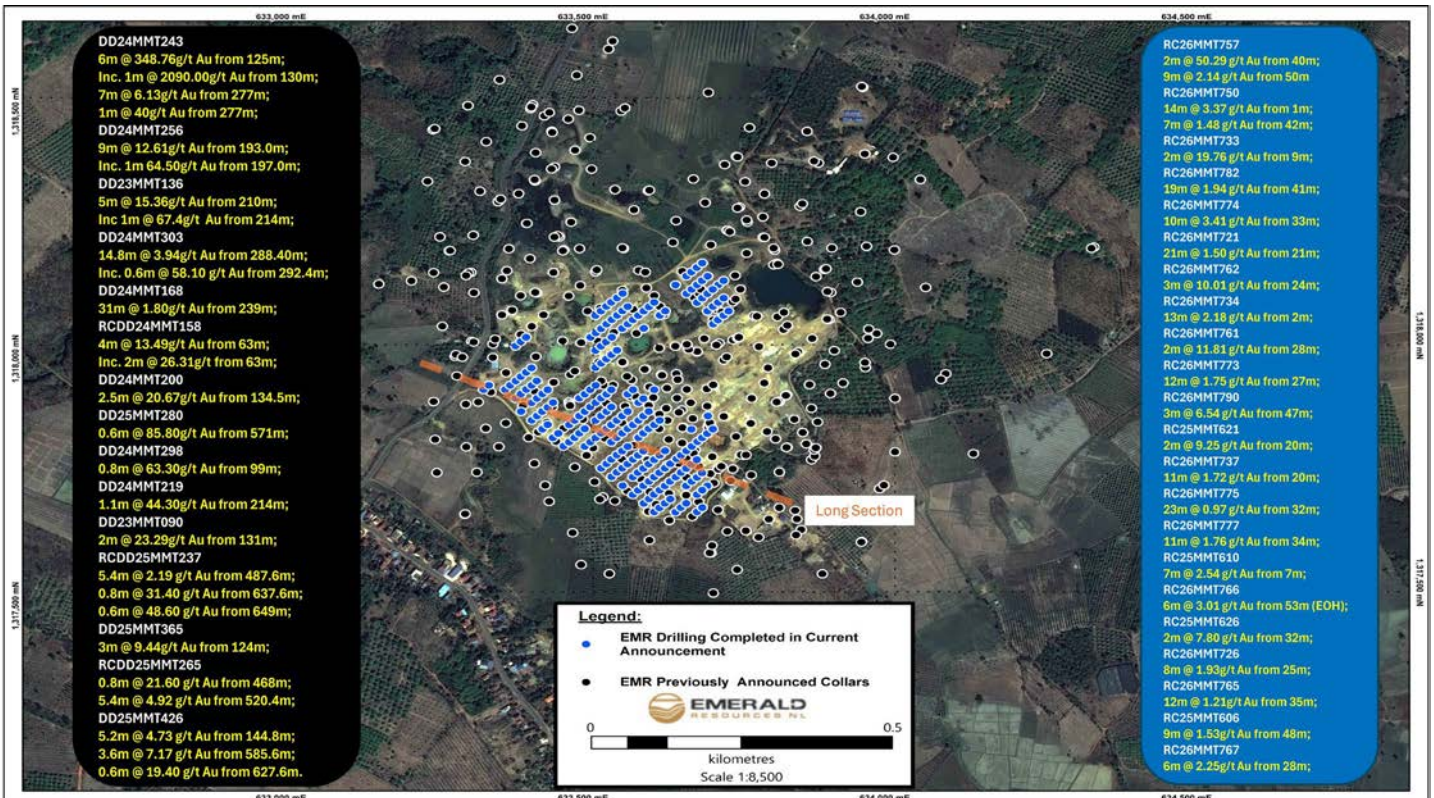 633,000 mE
633,500 mE
634,000 mE
634,500 mE
1,318,500 mN
1,318,000 mN
1,317,500 mN
DD24MMT243
6m @ 348.76g/t Au from 125m;
Inc. 1m @ 2090.00g/t Au from 130m;
7m @ 6.13g/t Au from 277m;
1m @ 40g/t Au from 277m;
DD24MMT256
9m @ 12.61g/t Au from 193.0m;
Inc. 1m 64.50g/t Au from 197.0m;
DD23MMT136
5m @ 15.36g/t Au from 210m;
Inc 1m @ 67.4g/t Au from 214m;
DD24MMT303
14.8m @ 3.94g/t Au from 288.40m;
Inc. 0.6m @ 58.10 g/t Au from 292.4m;
DD24MMT168
31m @ 1.80g/t Au from 239m;
RCDD24MMT158
4m @ 13.49g/t Au from 63m;
Inc. 2m @ 26.31g/t from 63m;
DD24MMT200
2.5m @ 20.67g/t Au from 134.5m;
DD25MMT280
0.6m @ 85.80g/t Au from 571m;
DD24MMT298
0.8m @ 63.30g/t Au from 99m;
DD24MMT219
1.1m @ 44.30g/t Au from 214m;
DD23MMT090
2m @ 23.29g/t Au from 131m;
RCDD25MMT237
5.4m @ 2.19 g/t Au from 487.6m;
0.8m @ 31.40 g/t Au from 637.6m;
0.6m @ 48.60 g/t Au from 649m;
DD25MMT365
3m @ 9.44g/t Au from 124m;
RCDD25MMT265
0.8m @ 21.60 g/t Au from 468m;
5.4m @ 4.92 g/t Au from 520.4m;
DD25MMT426
5.2m @ 4.73 g/t Au from 144.8m;
3.6m @ 7.17 g/t Au from 585.6m;
0.6m @ 19.40 g/t Au from 627.6m.
Long Section
Legend:
EMR Drilling Completed in Current
Announcement
EMR Previously Announced Collars
EMERALD
RESOURCES NL
0
0.5
kilometres
Scale 1:8,500
RC26MMT757
2m @ 50.29 g/t Au from 40m;
9m @ 2.14 g/t Au from 50m
RC26MMT750
14m @ 3.37 g/t Au from 1m;
7m @ 1.48 g/t Au from 42m;
RC26MMT733
2m @ 19.76 g/t Au from 9m;
RC26MMT782
19m @ 1.94 g/t Au from 41m;
RC26MMT774
10m @ 3.41 g/t Au from 33m;
RC26MMT721
21m @ 1.50 g/t Au from 21m;
RC26MMT762
3m @ 10.01 g/t Au from 24m;
RC26MMT734
13m @ 2.18 g/t Au from 2m;
RC26MMT761
2m @ 11.81 g/t Au from 28m;
RC26MMT773
12m @ 1.75 g/t Au from 27m;
RC26MMT790
3m @ 6.54 g/t Au from 47m;
RC25MMT621
2m @ 9.25 g/t Au from 20m;
RC26MMT737
11m @ 1.72 g/t Au from 20m;
RC26MMT775
23m @ 0.97 g/t Au from 32m;
RC26MMT777
11m @ 1.76 g/t Au from 34m;
RC25MMT610
7m @ 2.54 g/t Au from 7m;
RC26MMT766
6m @ 3.01 g/t Au from 53m (EOH);
RC25MMT626
2m @ 7.80 g/t Au from 32m;
RC26MMT726
8m @ 1.93g/t Au from 25m;
RC26MMT765
12m @ 1.21g/t Au from 35m;
RC25MMT606
9m @ 1.53g/t Au from 48m;
RC26MMT767
6m @ 2.25g/t Au from 28m;
1,318,000 mN
1,317,500 mN
633,000 mE
633,500 mE
634,000 mE
634,500 mE